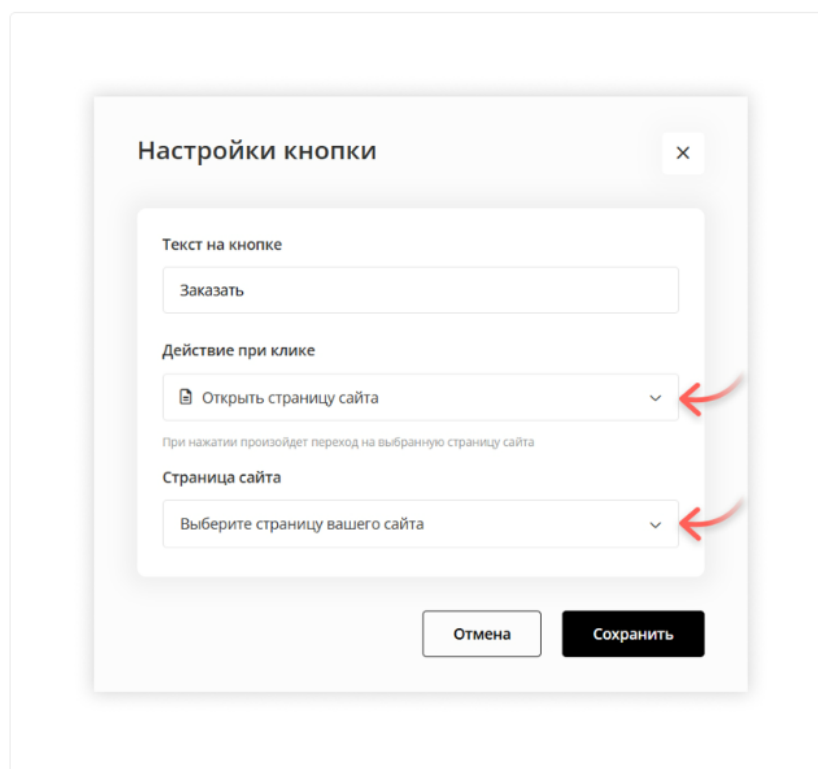 Настройки кнопки
Текст на кнопке
Заказать
Действие при клике
Открыть страницу сайта
При нажатии произойдет переход на выбранную страницу сайта
Страница сайта
Выберите страницу вашего сайта
Отмена
Сохранить